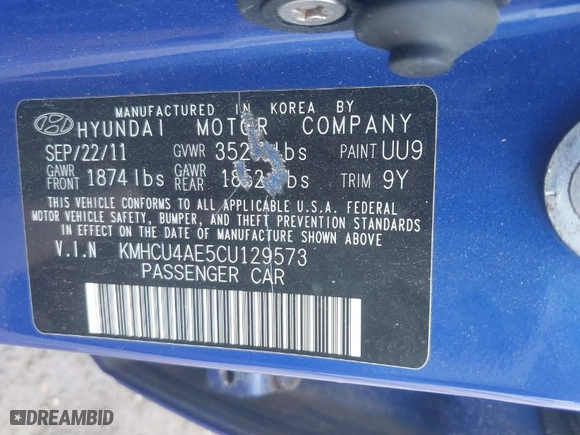 MANUFACTURED IN KOREA BY
HYUNDAI MOTOR COMPANY
SEP/22/11 GVWR lbs PAINT UU9
GAWR FRONT 1874 lbs GAWR REAR lbs TRIM 9Y
THIS VEHICLE CONFORMS TO ALL APPLICABLE U.S.A. FEDERAL
MOTOR VEHICLE SAFETY, BUMPER, AND THEFT PREVENTION STANDARDS
IN EFFECT ON THE DATE OF MANUFACTURE SHOWN ABOVE
V.I.N KMHCU4AE5CU129573
PASSENGER CAR
DREAMBID